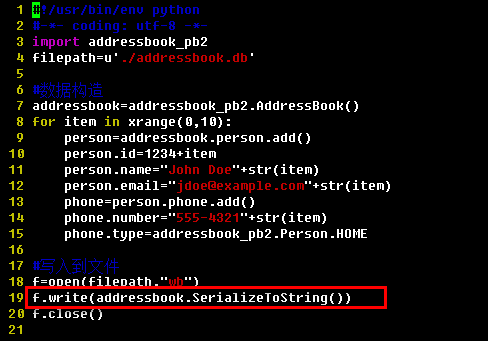 1 #!/usr/bin/env python
2 #-*- coding: utf-8 -*-
3 import addressbook_pb2
4 filepath=u'./addressbook.db'
5
6 #数据构造
7 addressbook=addressbook_pb2.AddressBook()
8 for item in xrange(0,10):
9     person=addressbook.person.add()
10     person.id=1234+item
11     person.name="John Doe"+str(item)
12     person.email="jdoe@example.com"+str(item)
13     phone=person.phone.add()
14     phone.number="555-4321"+str(item)
15     phone.type=addressbook_pb2.Person.HOME
16
17 #写入到文件
18 f=open(filepath,"wb")
19 f.write(addressbook.SerializeToString())
20 f.close()
21